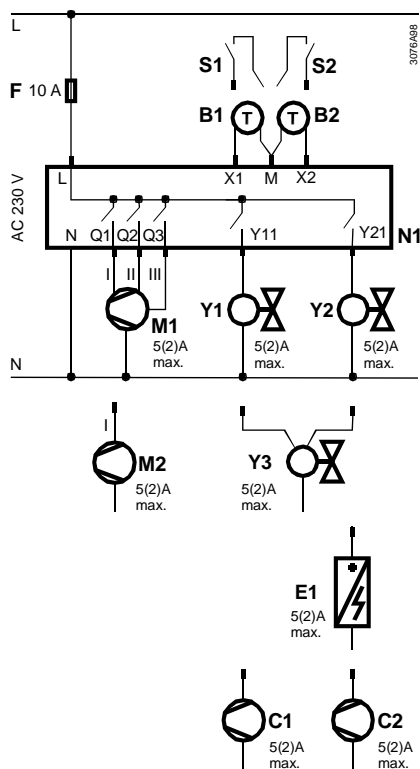 L
3076A98
S1
S2
F 10 A
B1
T
T
B2
AC 230 V
L
X1
M
X2
N
Q1
Q2
Q3
Y11
Y21
N1
I
II
III
M1
5(2)A
max.
Y1
5(2)A
max.
Y2
5(2)A
max.
N
I
M2
5(2)A
max.
Y3
5(2)A
max.
E1
5(2)A
max.
C1
5(2)A
max.
C2
5(2)A
max.